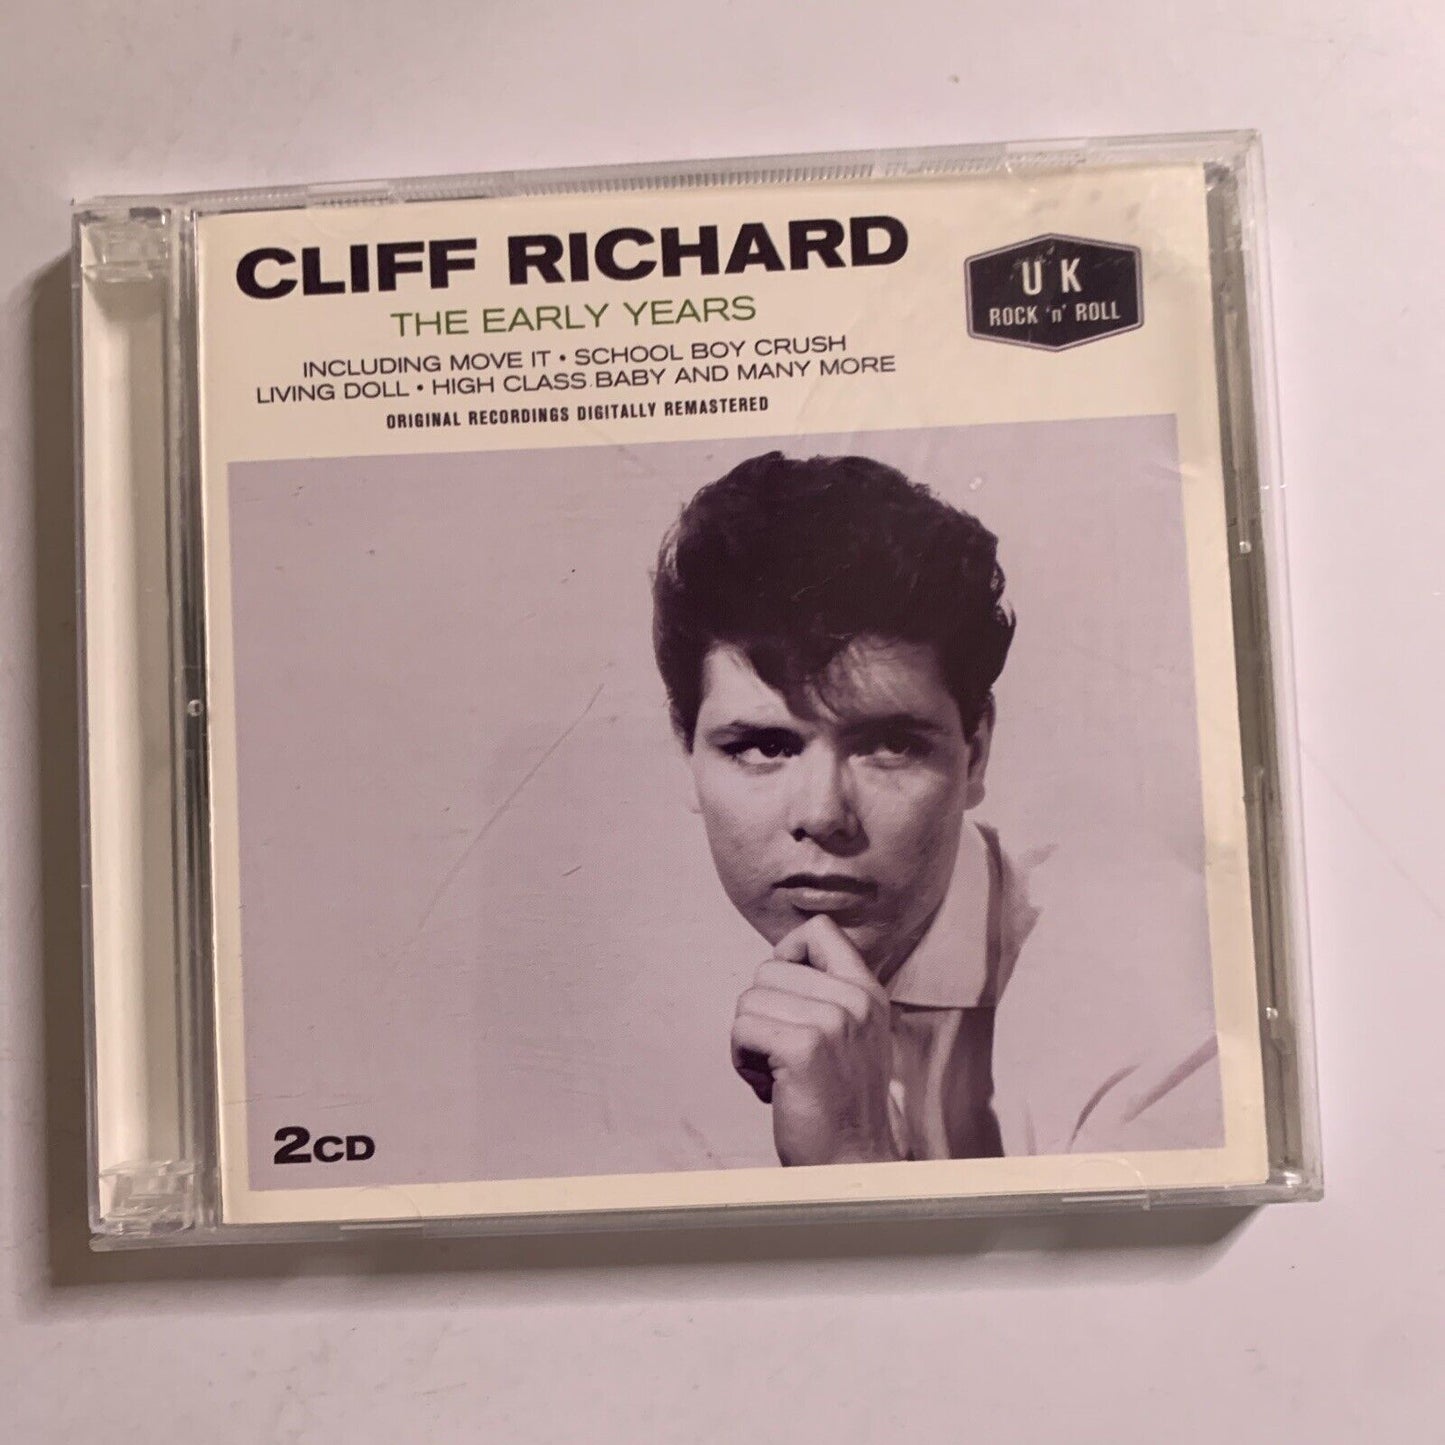 CLIFF RICHARD
THE EARLY YEARS
INCLUDING MOVE IT • SCHOOL BOY CRUSH
LIVING DOLL • HIGH CLASS BABY AND MANY MORE
ORIGINAL RECORDINGS DIGITALLY REMASTERED
U K
ROCK 'n' ROLL
2CD